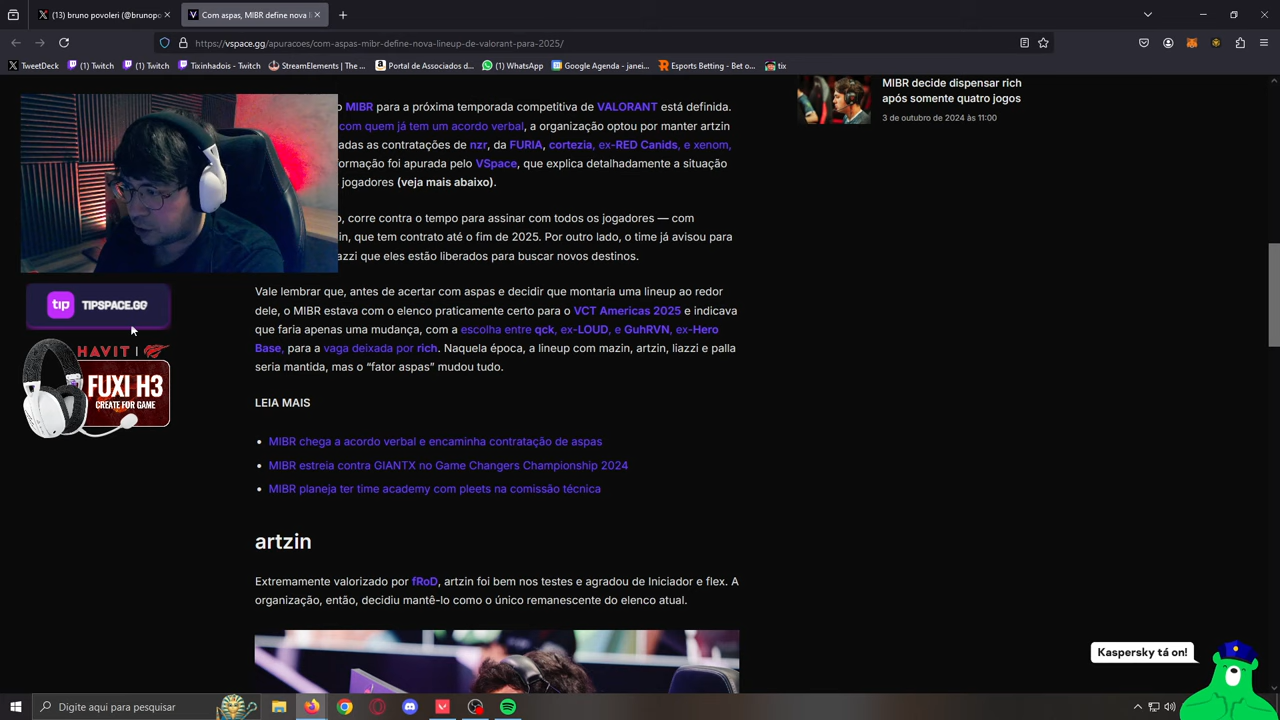 (13) bruno povoleri (@brunopo
Com aspas, MIBR define nova l
https://vspace.gg/apuracoes/com-aspas-mibr-define-nova-lineup-de-valorant-para-2025/
TweetDeck
(1) Twitch
(1) Twitch
Tixinhadois - Twitch
StreamElements | The ...
Portal de Associados d...
(1) WhatsApp
Google Agenda - janei...
Esports Betting - Bet o...
tix
o MIBR para a próxima temporada competitiva de VALORANT está definida.
com quem já tem um acordo verbal, a organização optou por manter artzin
adas as contratações de nzr, da FURIA, cortezia, ex-RED Canids, e xenom,
formação foi apurada pelo VSpace, que explica detalhadamente a situação
jogadores (veja mais abaixo).
o, corre contra o tempo para assinar com todos os jogadores — com
in, que tem contrato até o fim de 2025. Por outro lado, o time já avisou para
azzi que eles estão liberados para buscar novos destinos.
Vale lembrar que, antes de acertar com aspas e decidir que montaria uma lineup ao redor
dele, o MIBR estava com o elenco praticamente certo para o VCT Americas 2025 e indicava
que faria apenas uma mudança, com a escolha entre qck, ex-LOUD, e GuhRVN, ex-Hero
Base, para a vaga deixada por rich. Naquela época, a lineup com mazin, artzin, liazzi e palla
seria mantida, mas o “fator aspas” mudou tudo.
LEIA MAIS
• MIBR chega a acordo verbal e encaminha contratação de aspas
• MIBR estreia contra GIANTX no Game Changers Championship 2024
• MIBR planeja ter time academy com pleets na comissão técnica
artzin
Extremamente valorizado por fRoD, artzin foi bem nos testes e agradou de Iniciador e flex. A
organização, então, decidiu mantê-lo como o único remanescente do elenco atual.
MIBR decide dispensar rich
após somente quatro jogos
3 de outubro de 2024 às 11:00
tip TIPSPACE.GG
HAVIT
FUXI H3
CREATE FOR GAME
Kaspersky tá on!
Digite aqui para pesquisar